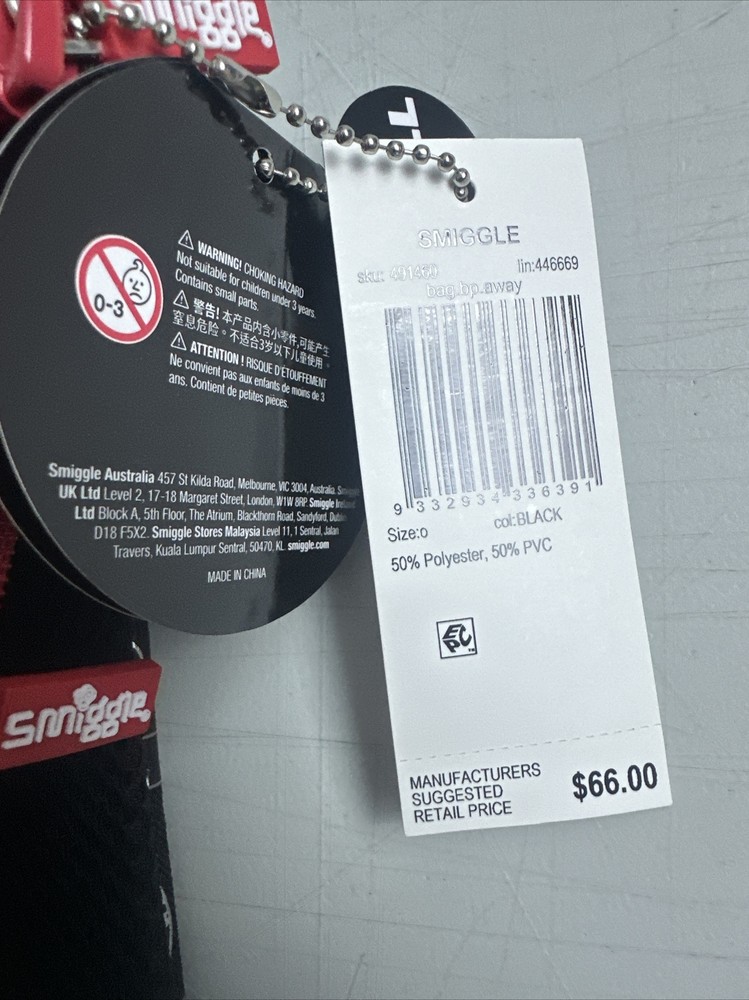 smiggle
0-3
WARNING! CHOKING HAZARD
Not suitable for children under 3 years.
Contains small parts.
警告! 本产品内含小零件,可能产生
窒息危险。不适合3岁以下儿童使用。
ATTENTION ! RISQUE D'ÉTOUFFEMENT
Ne convient pas aux enfants de moins de 3
ans. Contient de petites pièces.
Smiggle Australia 457 St Kilda Road, Melbourne, VIC 3004, Australia.
UK Ltd Level 2, 17-18 Margaret Street, London, W1W 8RP. Smiggle
Ltd Block A, 5th Floor, The Atrium, Blackthorn Road, Sandyford,
D18 F5X2. Smiggle Stores Malaysia Level 11, 1 Sentral, Jalan
Travers, Kuala Lumpur Sentral, 50470, KL. smiggle.com
MADE IN CHINA
smiggle
SMIGGLE
sku: lin:446669
bag.bp.away
9 332934 336391
Size:o col:BLACK
50% Polyester, 50% PVC
EPC
MANUFACTURERS
SUGGESTED
RETAIL PRICE
$66.00